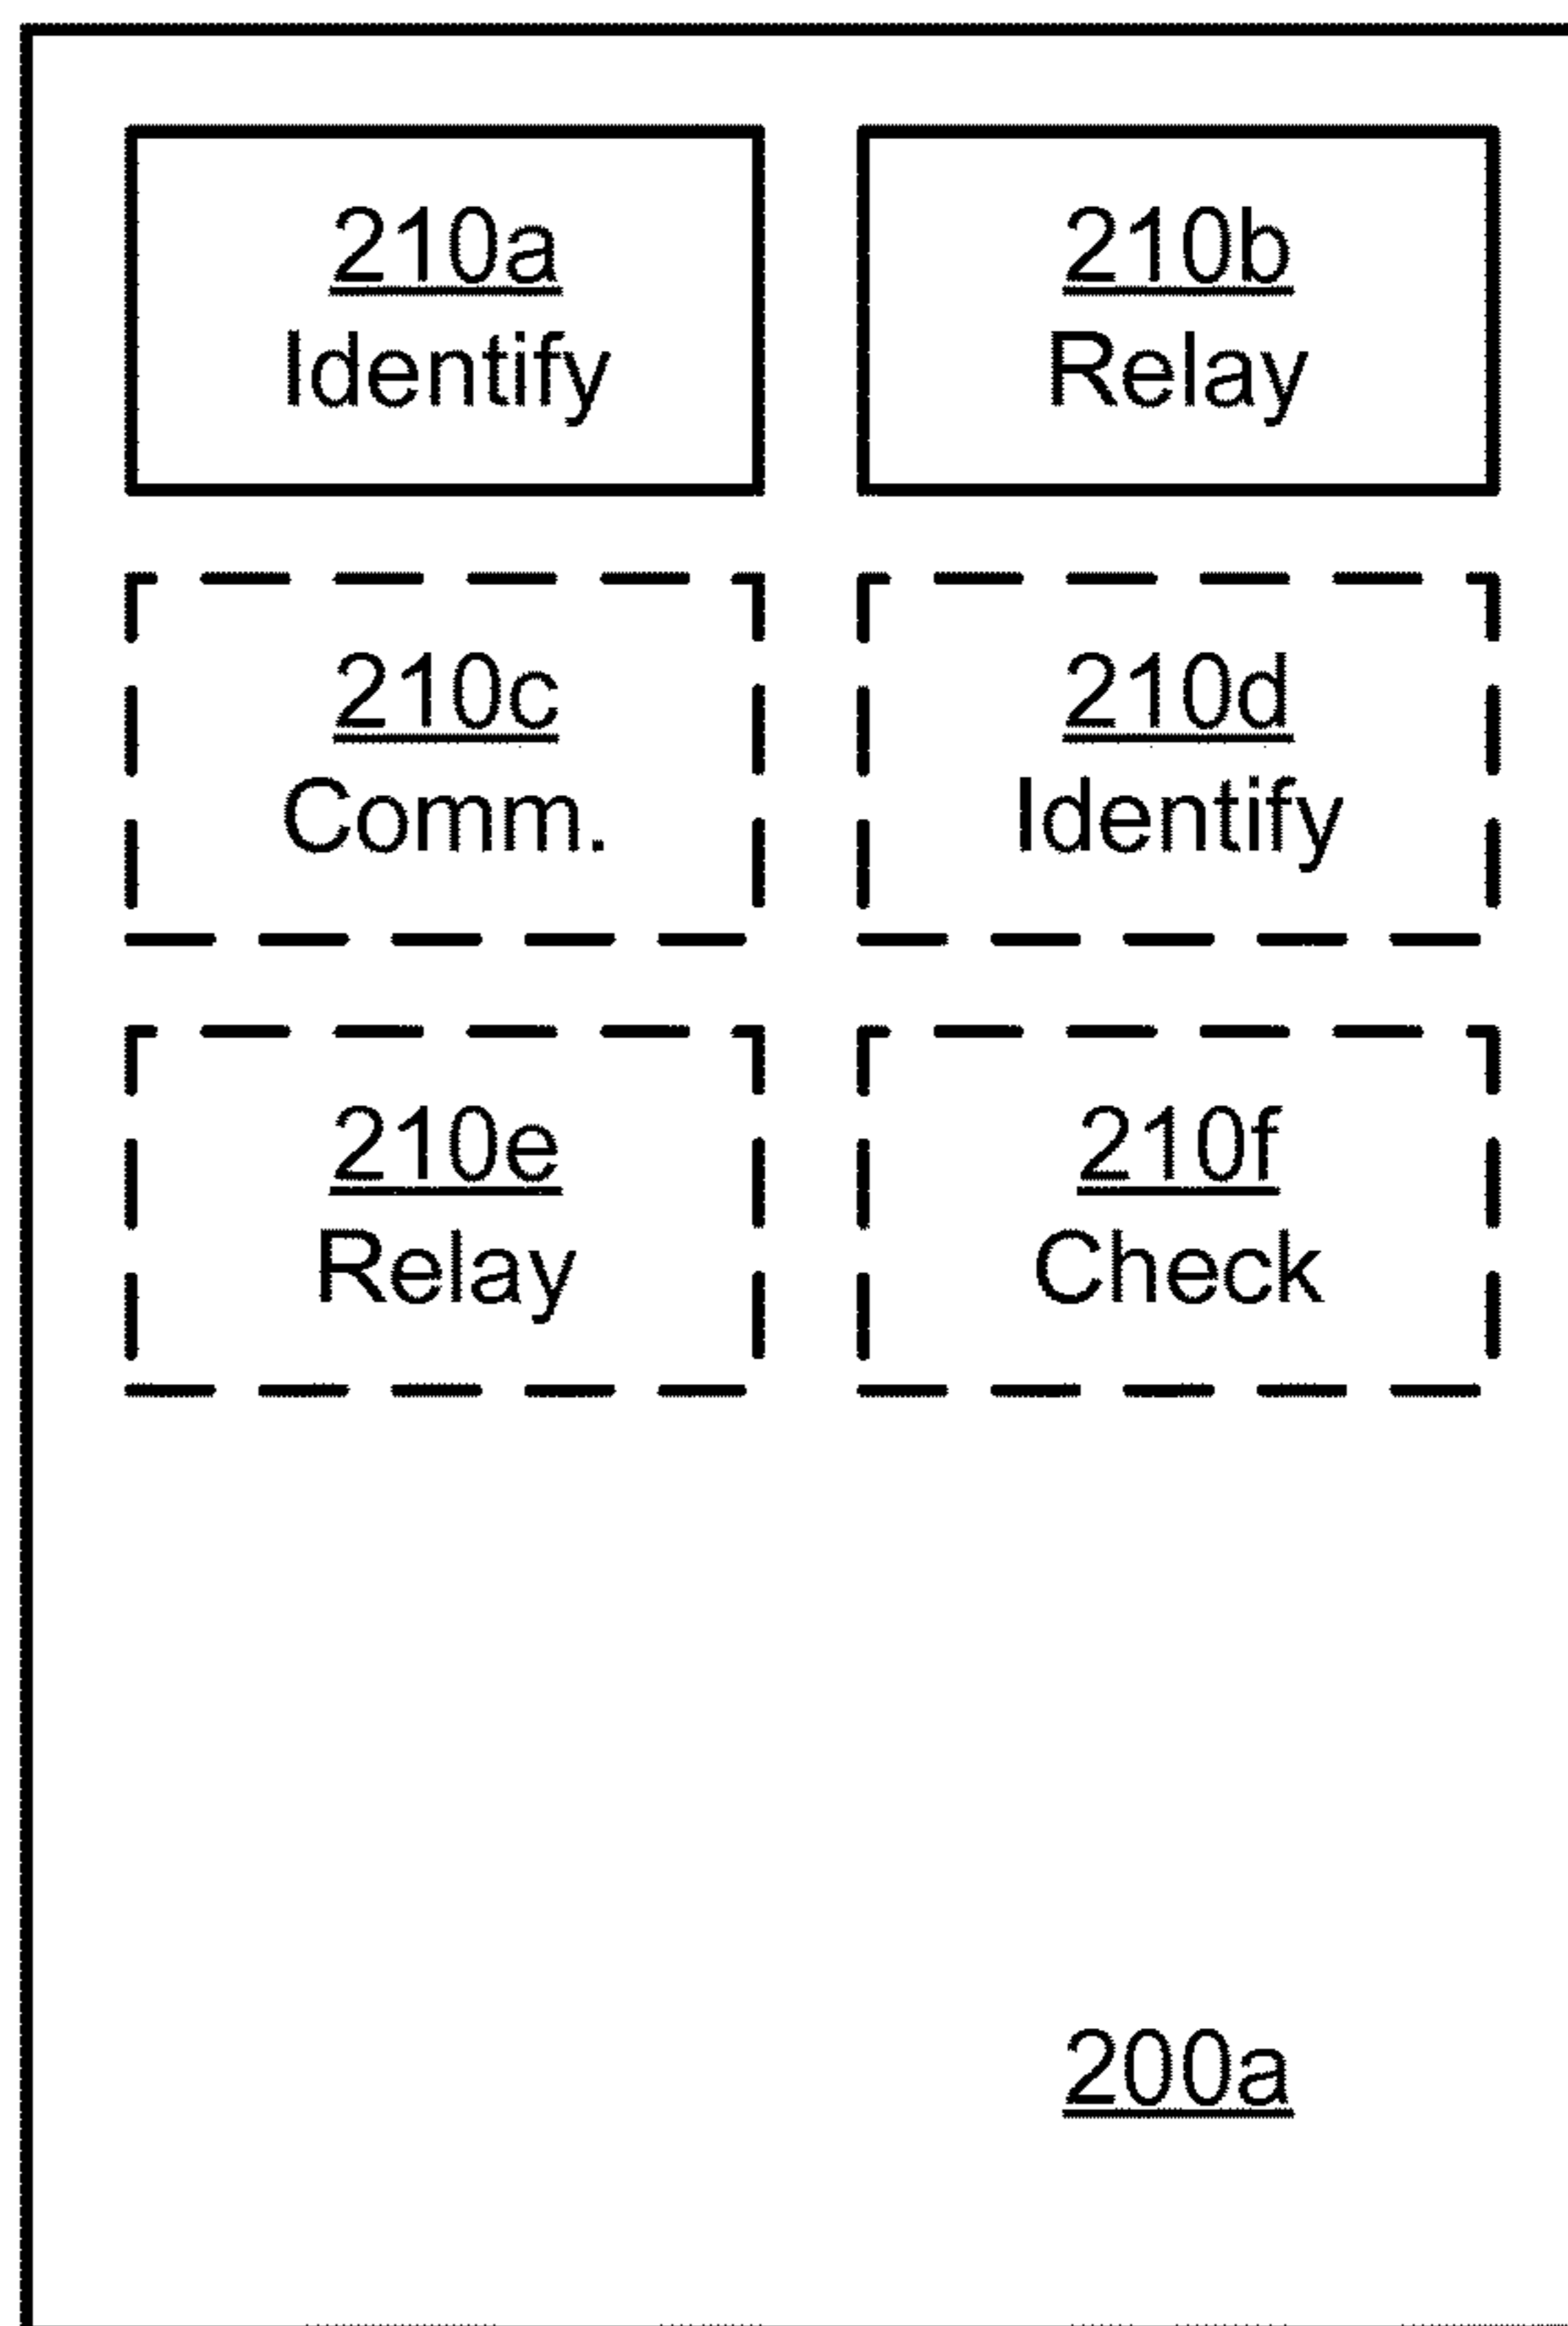 210a
Identify
210b
Relay
210c
Comm.
210d
Identify
210e
Relay
210f
Check
200a